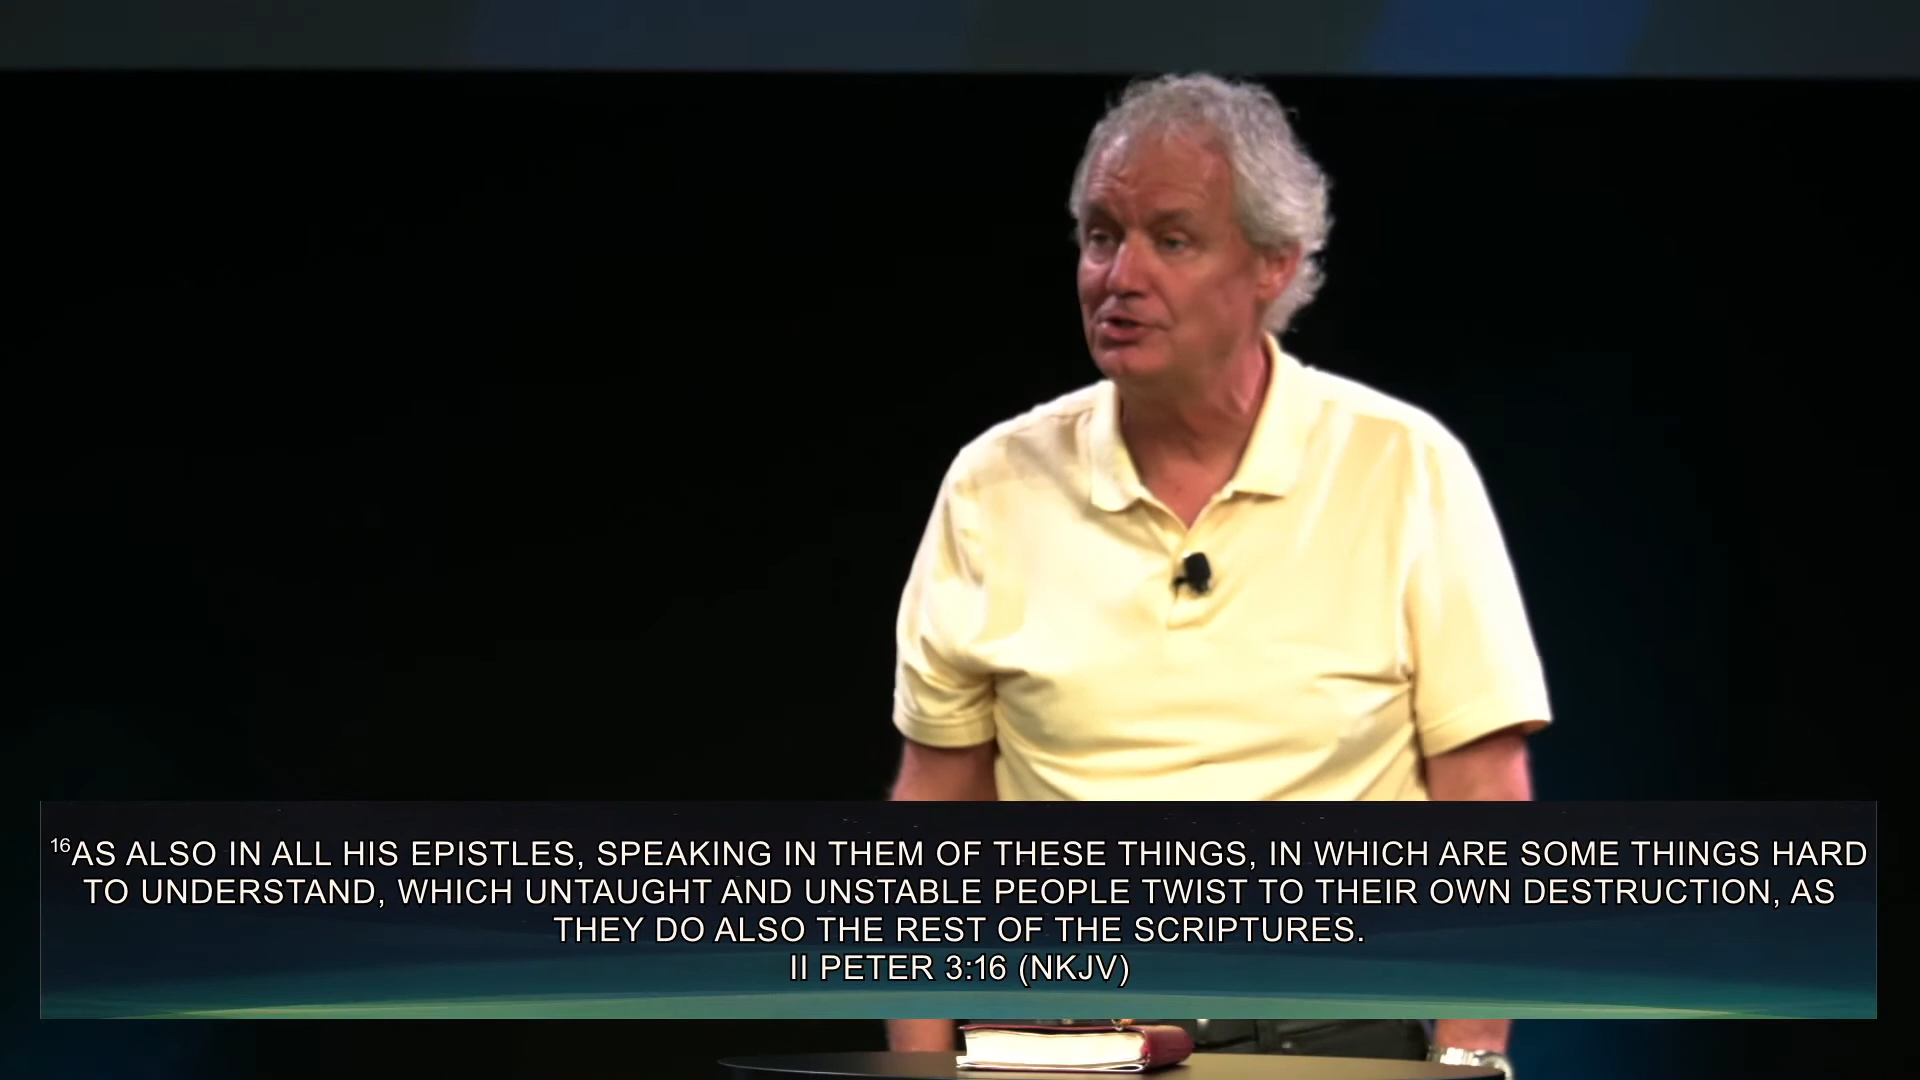 16AS ALSO IN ALL HIS EPISTLES, SPEAKING IN THEM OF THESE THINGS, IN WHICH ARE SOME THINGS HARD
TO UNDERSTAND, WHICH UNTAUGHT AND UNSTABLE PEOPLE TWIST TO THEIR OWN DESTRUCTION, AS
THEY DO ALSO THE REST OF THE SCRIPTURES.
II PETER 3:16 (NKJV)